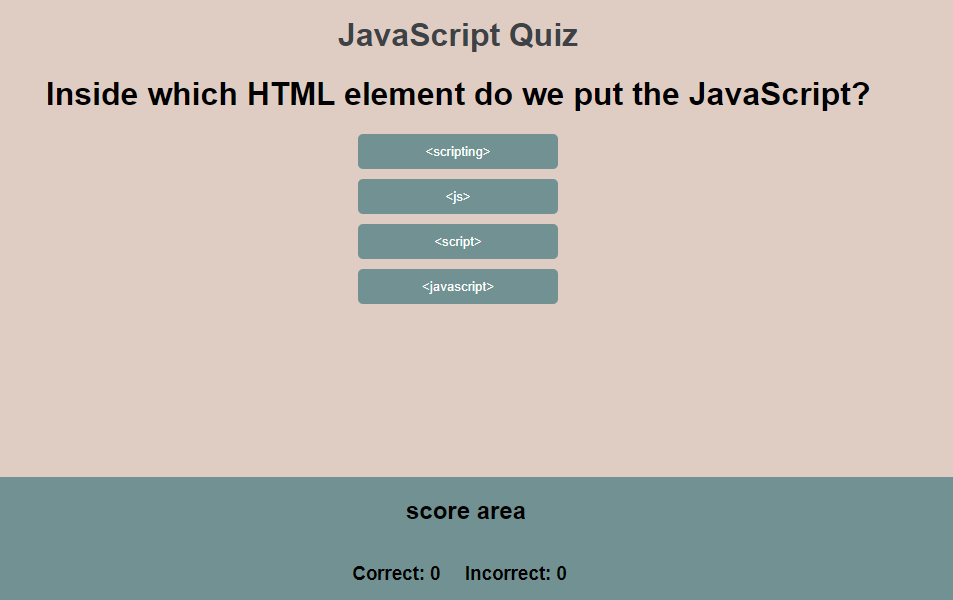 JavaScript Quiz
Inside which HTML element do we put the JavaScript?
<scripting>
<js>
<script>
<javascript>
score area
Correct: 0 Incorrect: 0